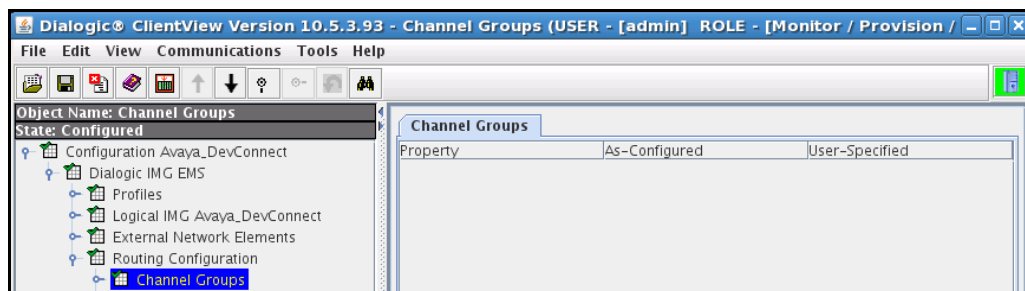 Dialogic® ClientView Version 10.5.3.93 - Channel Groups (USER - [admin] ROLE - [Monitor / Provision /
File Edit View Communications Tools Help
Object Name: Channel Groups
State: Configured
Configuration Avaya_DevConnect
Dialogic IMG EMS
Profiles
Logical IMG Avaya_DevConnect
External Network Elements
Routing Configuration
Channel Groups
Channel Groups
Property As-Configured User-Specified